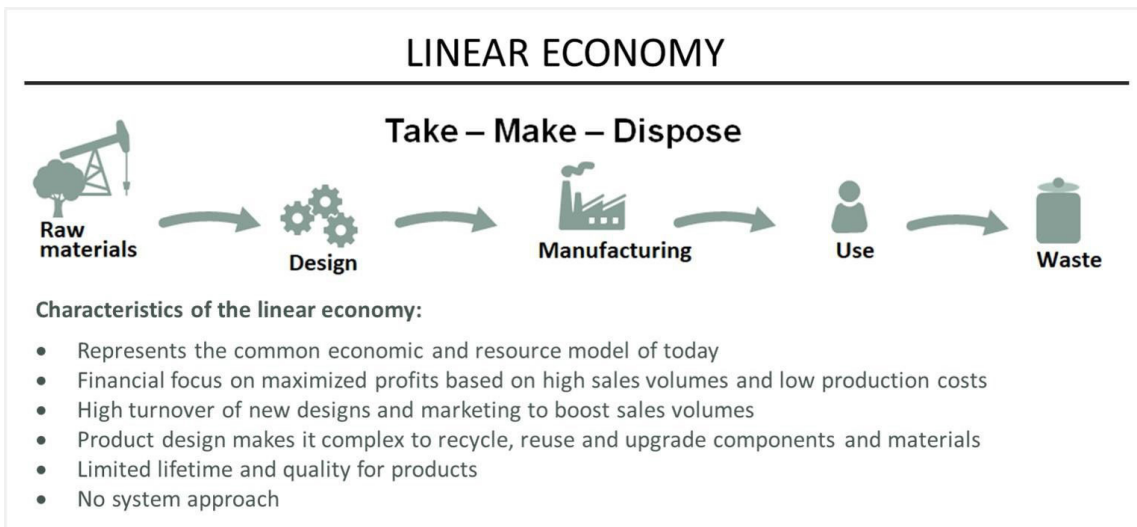 LINEAR ECONOMY
Take – Make – Dispose
Raw
materials
Design
Manufacturing
Use
Waste
Characteristics of the linear economy:
• Represents the common economic and resource model of today
• Financial focus on maximized profits based on high sales volumes and low production costs
• High turnover of new designs and marketing to boost sales volumes
• Product design makes it complex to recycle, reuse and upgrade components and materials
• Limited lifetime and quality for products
• No system approach